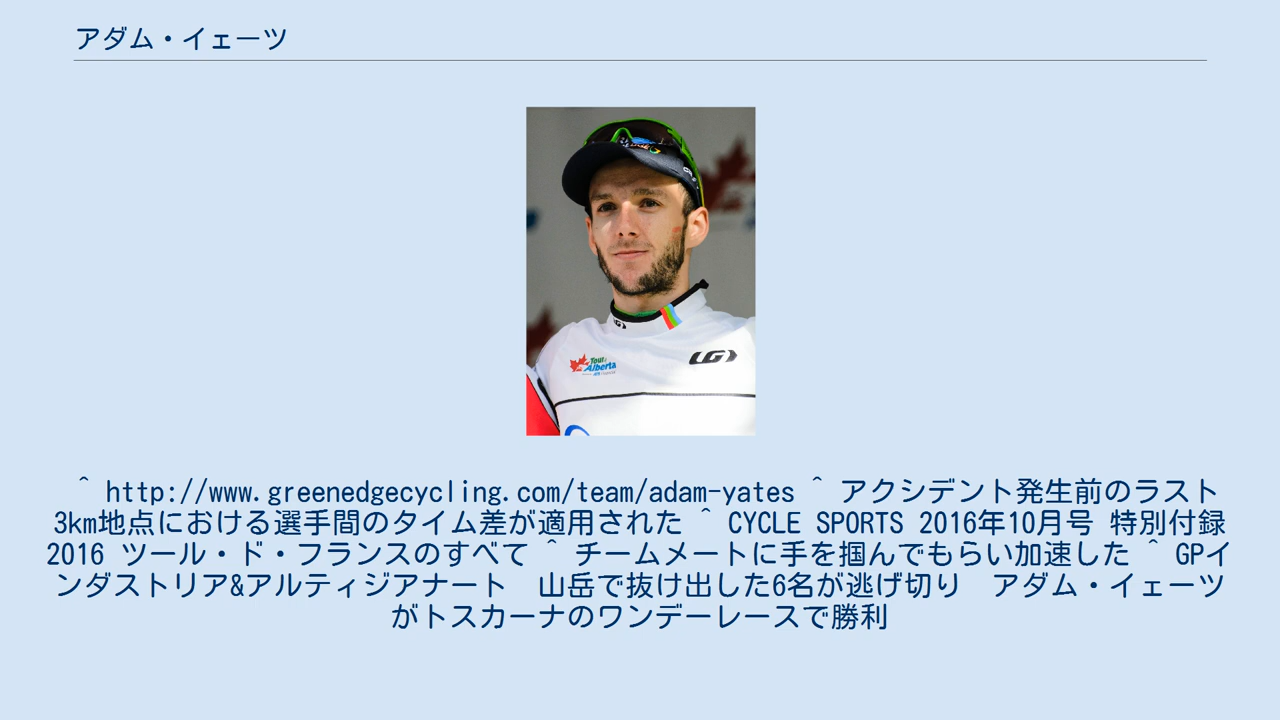 アダム・イェーツ
Tour of
Alberta
LG
^ http://www.greenedgecycling.com/team/adam-yates ^ アクシデント発生前のラスト
3km地点における選手間のタイム差が適用された ^ CYCLE SPORTS 2016年10月号 特別付録
2016 ツール・ド・フランスのすべて ^ チームメートに手を掴んでもらい加速した ^ GPイ
ンダストリア&アルティジアナート　山岳で抜け出した6名が逃げ切り　アダム・イェーツ
がトスカーナのワンデーレースで勝利